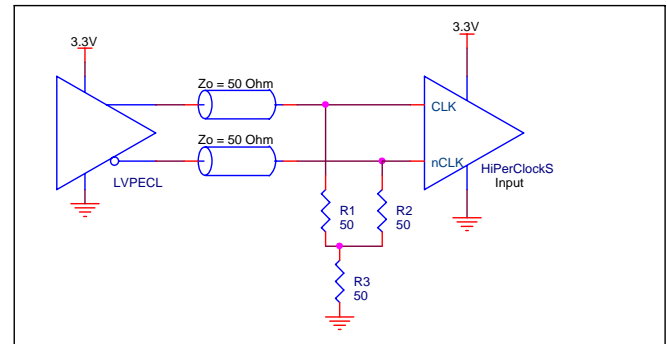 3.3V
3.3V
Zo = 50 Ohm
CLK
Zo = 50 Ohm
nCLK
HiPerClockS
Input
LVPECL
R1
50
R2
50
R3
50